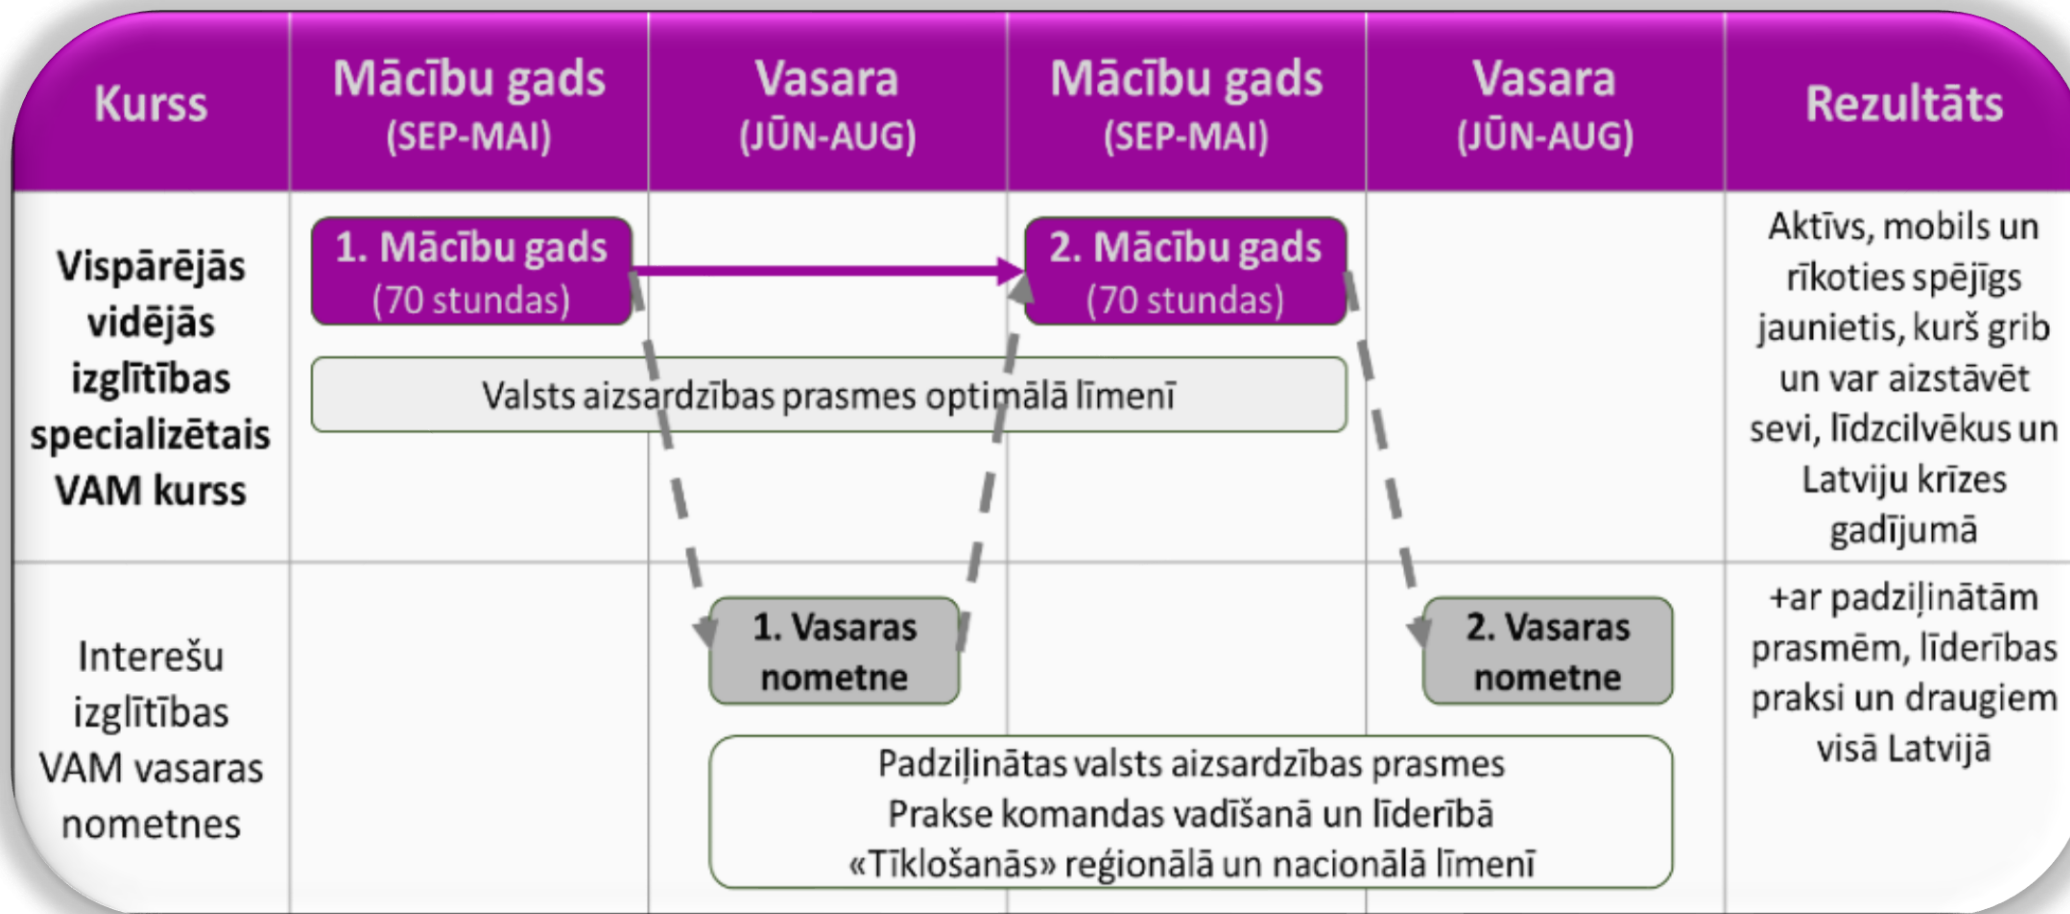 Kurss
Mācību gads
(SEP-MAI)
Vasara
(JŪN-AUG)
Mācību gads
(SEP-MAI)
Vasara
(JŪN-AUG)
Rezultāts
Vispārējās
vidējās
izglītības
specializētais
VAM kurss
1. Mācību gads
(70 stundas)
2. Mācību gads
(70 stundas)
Valsts aizsardzības prasmes optimālā līmenī
Aktīvs, mobils un
rīkoties spējīgs
jaunietis, kurš grib
un var aizstāvēt
sevi, līdzcilvēkus un
Latviju krīzes
gadījumā
Interešu
izglītības
VAM vasaras
nometnes
1. Vasaras
nometne
2. Vasaras
nometne
Padziļinātas valsts aizsardzības prasmes
Prakse komandas vadīšanā un līderībā
«Tīklošanās» reģionālā un nacionālā līmenī
+ar padziļinātām
prasmēm, līderības
praksi un draugiem
visā Latvijā